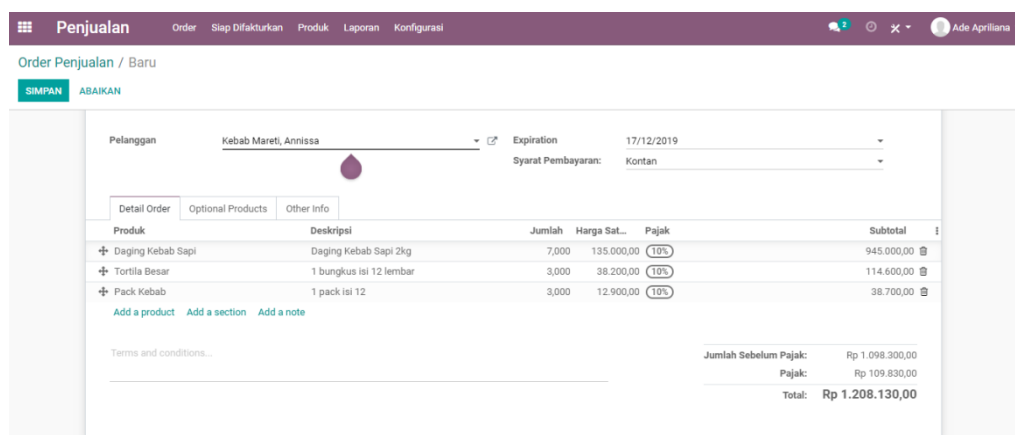 Penjualan Order Siap Difakturkan Produk Laporan Konfigurasi 2 Ade Apriliana
Order Penjualan / Baru
SIMPAN ABAIKAN
Pelanggan Kebab Mareti, Annissa Expiration 17/12/2019
Syarat Pembayaran: Kontan
Detail Order Optional Products Other Info
Produk Deskripsi Jumlah Harga Sat... Pajak Subtotal
Daging Kebab Sapi Daging Kebab Sapi 2kg 7,000 135.000,00 10% 945.000,00
Tortila Besar 1 bungkus isi 12 lembar 3,000 38.200,00 10% 114.600,00
Pack Kebab 1 pack isi 12 3,000 12.900,00 10% 38.700,00
Add a product Add a section Add a note
Terms and conditions...
Jumlah Sebelum Pajak: Rp 1.098.300,00
Pajak: Rp 109.830,00
Total: Rp 1.208.130,00